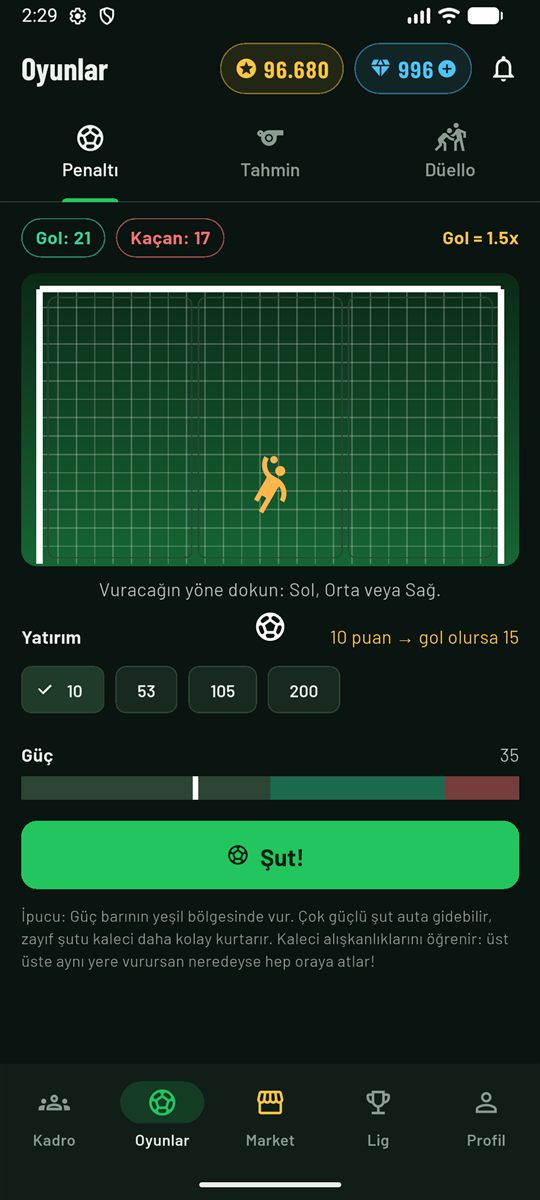 2:29
Oyunlar
96.680
996
Penaltı
Tahmin
Düello
Gol: 21
Kaçan: 17
Gol = 1.5x
Vuracağın yöne dokun: Sol, Orta veya Sağ.
Yatırım
10 puan → gol olursa 15
10
53
105
200
Güç
35
Şut!
İpucu: Güç barının yeşil bölgesinde vur. Çok güçlü şut auta gidebilir,
zayıf şutu kaleci daha kolay kurtarır. Kaleci alışkanlıklarını öğrenir: üst
üste aynı yere vurursan neredeyse hep oraya atlar!
Kadro
Oyunlar
Market
Lig
Profil